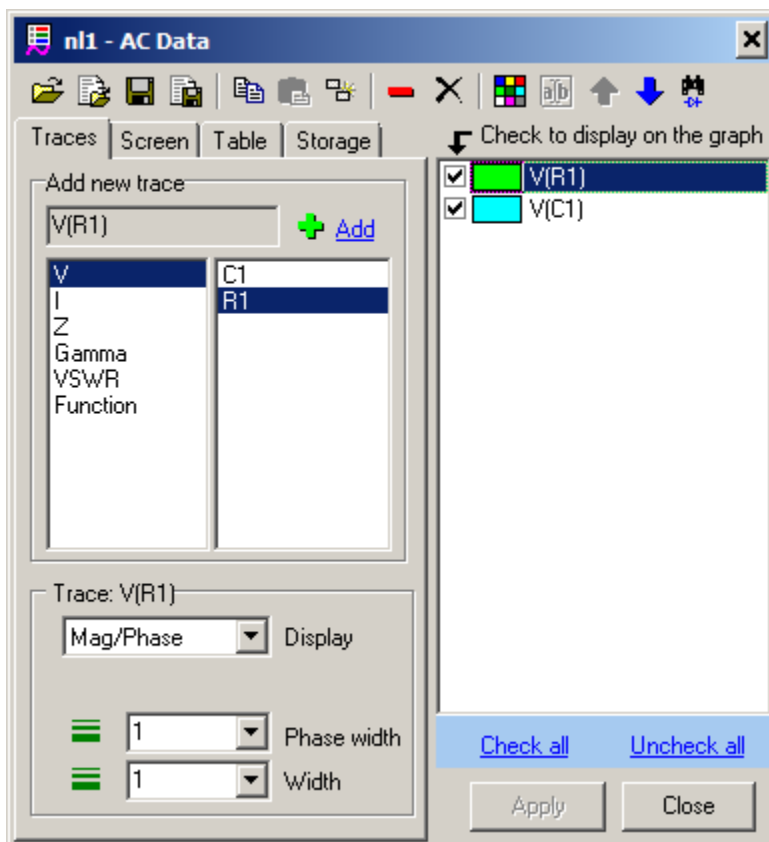 nl1 - AC Data
Traces
Screen
Table
Storage
Check to display on the graph
Add new trace
V(R1)
Add
V
I
Z
Gamma
VSWR
Function
C1
R1
V(R1)
V(C1)
Trace: V(R1)
Mag/Phase
Display
1
Phase width
1
Width
Check all
Uncheck all
Apply
Close